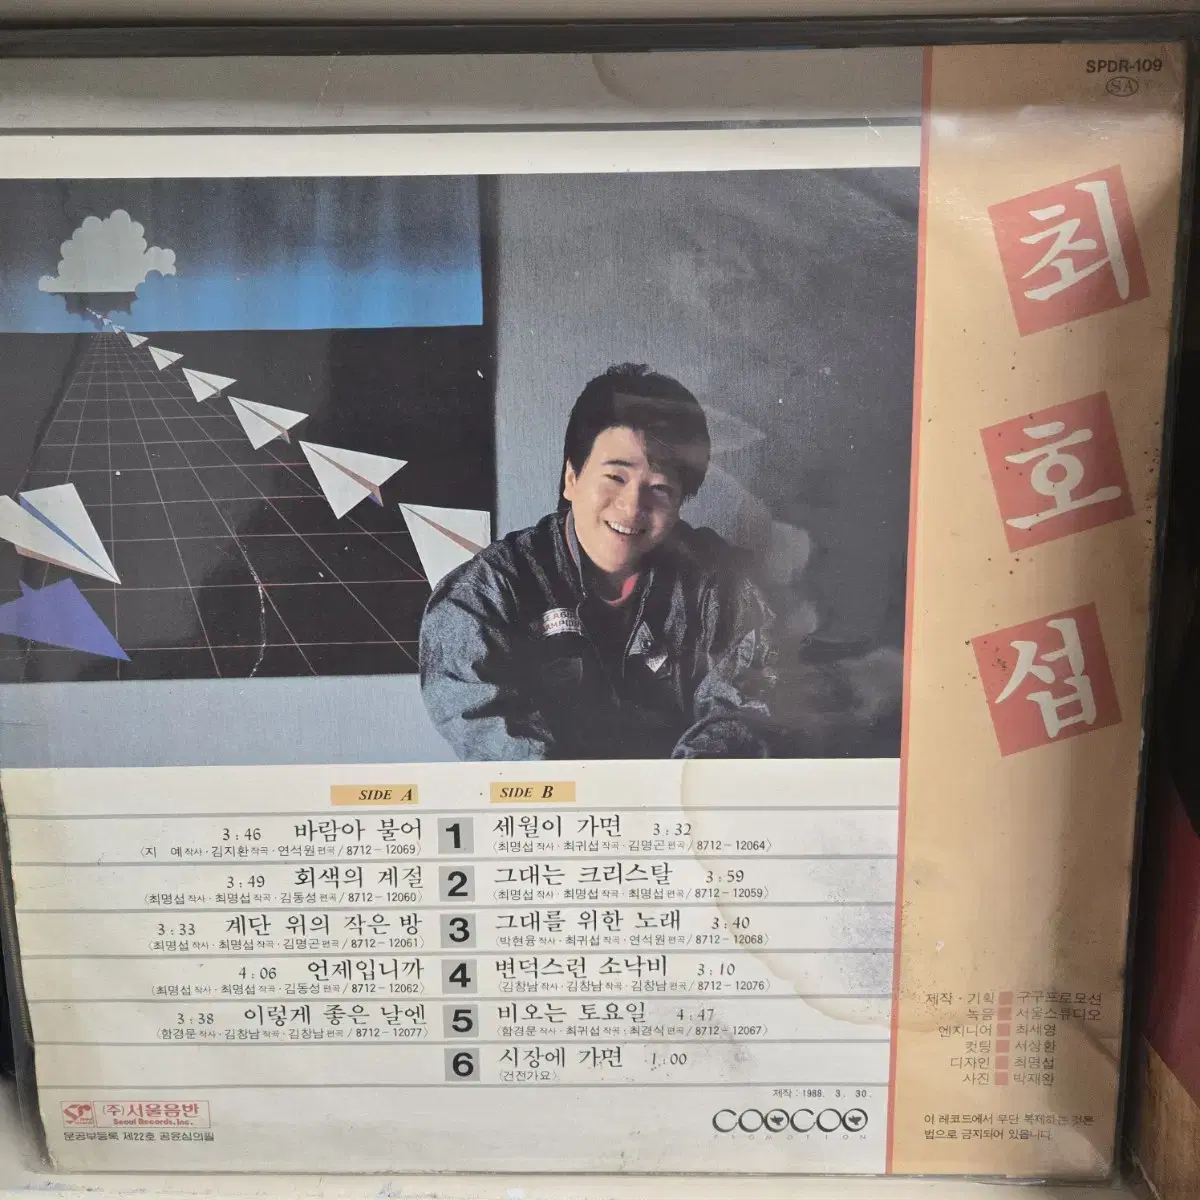 SPDR-109
SA
최
호
섭
SIDE A
3:46 바람아 불어
〈지 예작사·김지환작곡·연석원편곡/8712-12069〉
3:49 회색의 계절
〈최명섭작사·최명섭작곡·김동성편곡/8712-12060〉
3:33 계단 위의 작은 방
〈최명섭작사·최명섭작곡·김명곤편곡/8712-12061〉
4:06 언제입니까
〈최명섭작사·최명섭작곡·김동성편곡/8712-12062〉
3:38 이렇게 좋은 날엔
〈함경문작사·김창남작곡·김창남편곡/8712-12077〉
1
2
3
4
5
6
SIDE B
세월이 가면 3:32
〈최명섭작사·최귀섭작곡·김명곤편곡/8712-12064〉
그대는 크리스탈 3:59
〈최명섭작사·최명섭작곡·최명섭편곡/8712-12059〉
그대를 위한 노래 3:40
〈박현융작사·최귀섭작곡·연석원편곡/8712-12068〉
변덕스런 소낙비 3:10
〈김창남작사·김창남작곡·김창남편곡/8712-12076〉
비오는 토요일 4:47
〈함경문작사·최귀섭작곡:최경식편곡/8712-12067〉
시장에 가면 1:00
〈건전가요〉
제작·기획 구구프로모션
녹음 서울스튜디오
엔지니어 최세영
컷팅 서상환
디자인 최명섭
사진 박재완
제작:1988. 3. 30.
COOCOO
PROMOTION
(주)서울음반
Seoul Records, Inc.
문공부등록 제22호 공윤심의필
이 레코드에서 무단 복제하는 것은
법으로 금지되어 있읍니다.